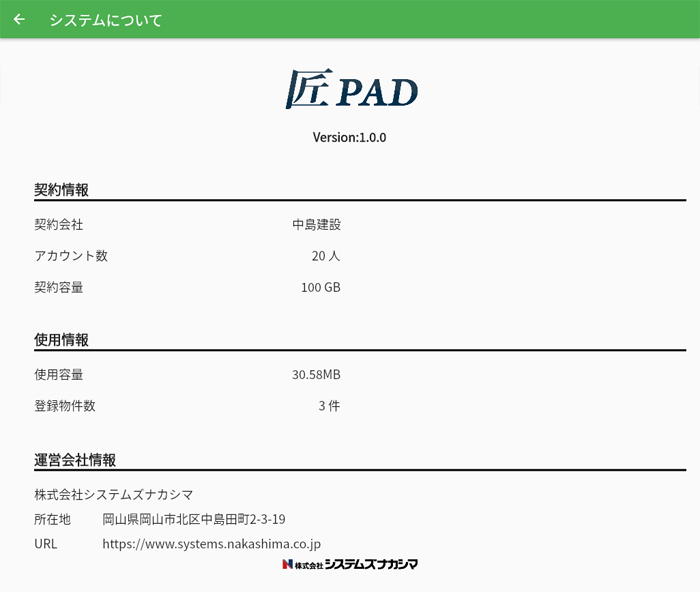 システムについて
匠 PAD
Version:1.0.0
契約情報
契約会社 中島建設
アカウント数 20 人
契約容量 100 GB
使用情報
使用容量 30.58MB
登録物件数 3 件
運営会社情報
株式会社システムズナカシマ
所在地 岡山県岡山市北区中島田町2-3-19
URL https://www.systems.nakashima.co.jp
N 株式会社 システムズナカシマ